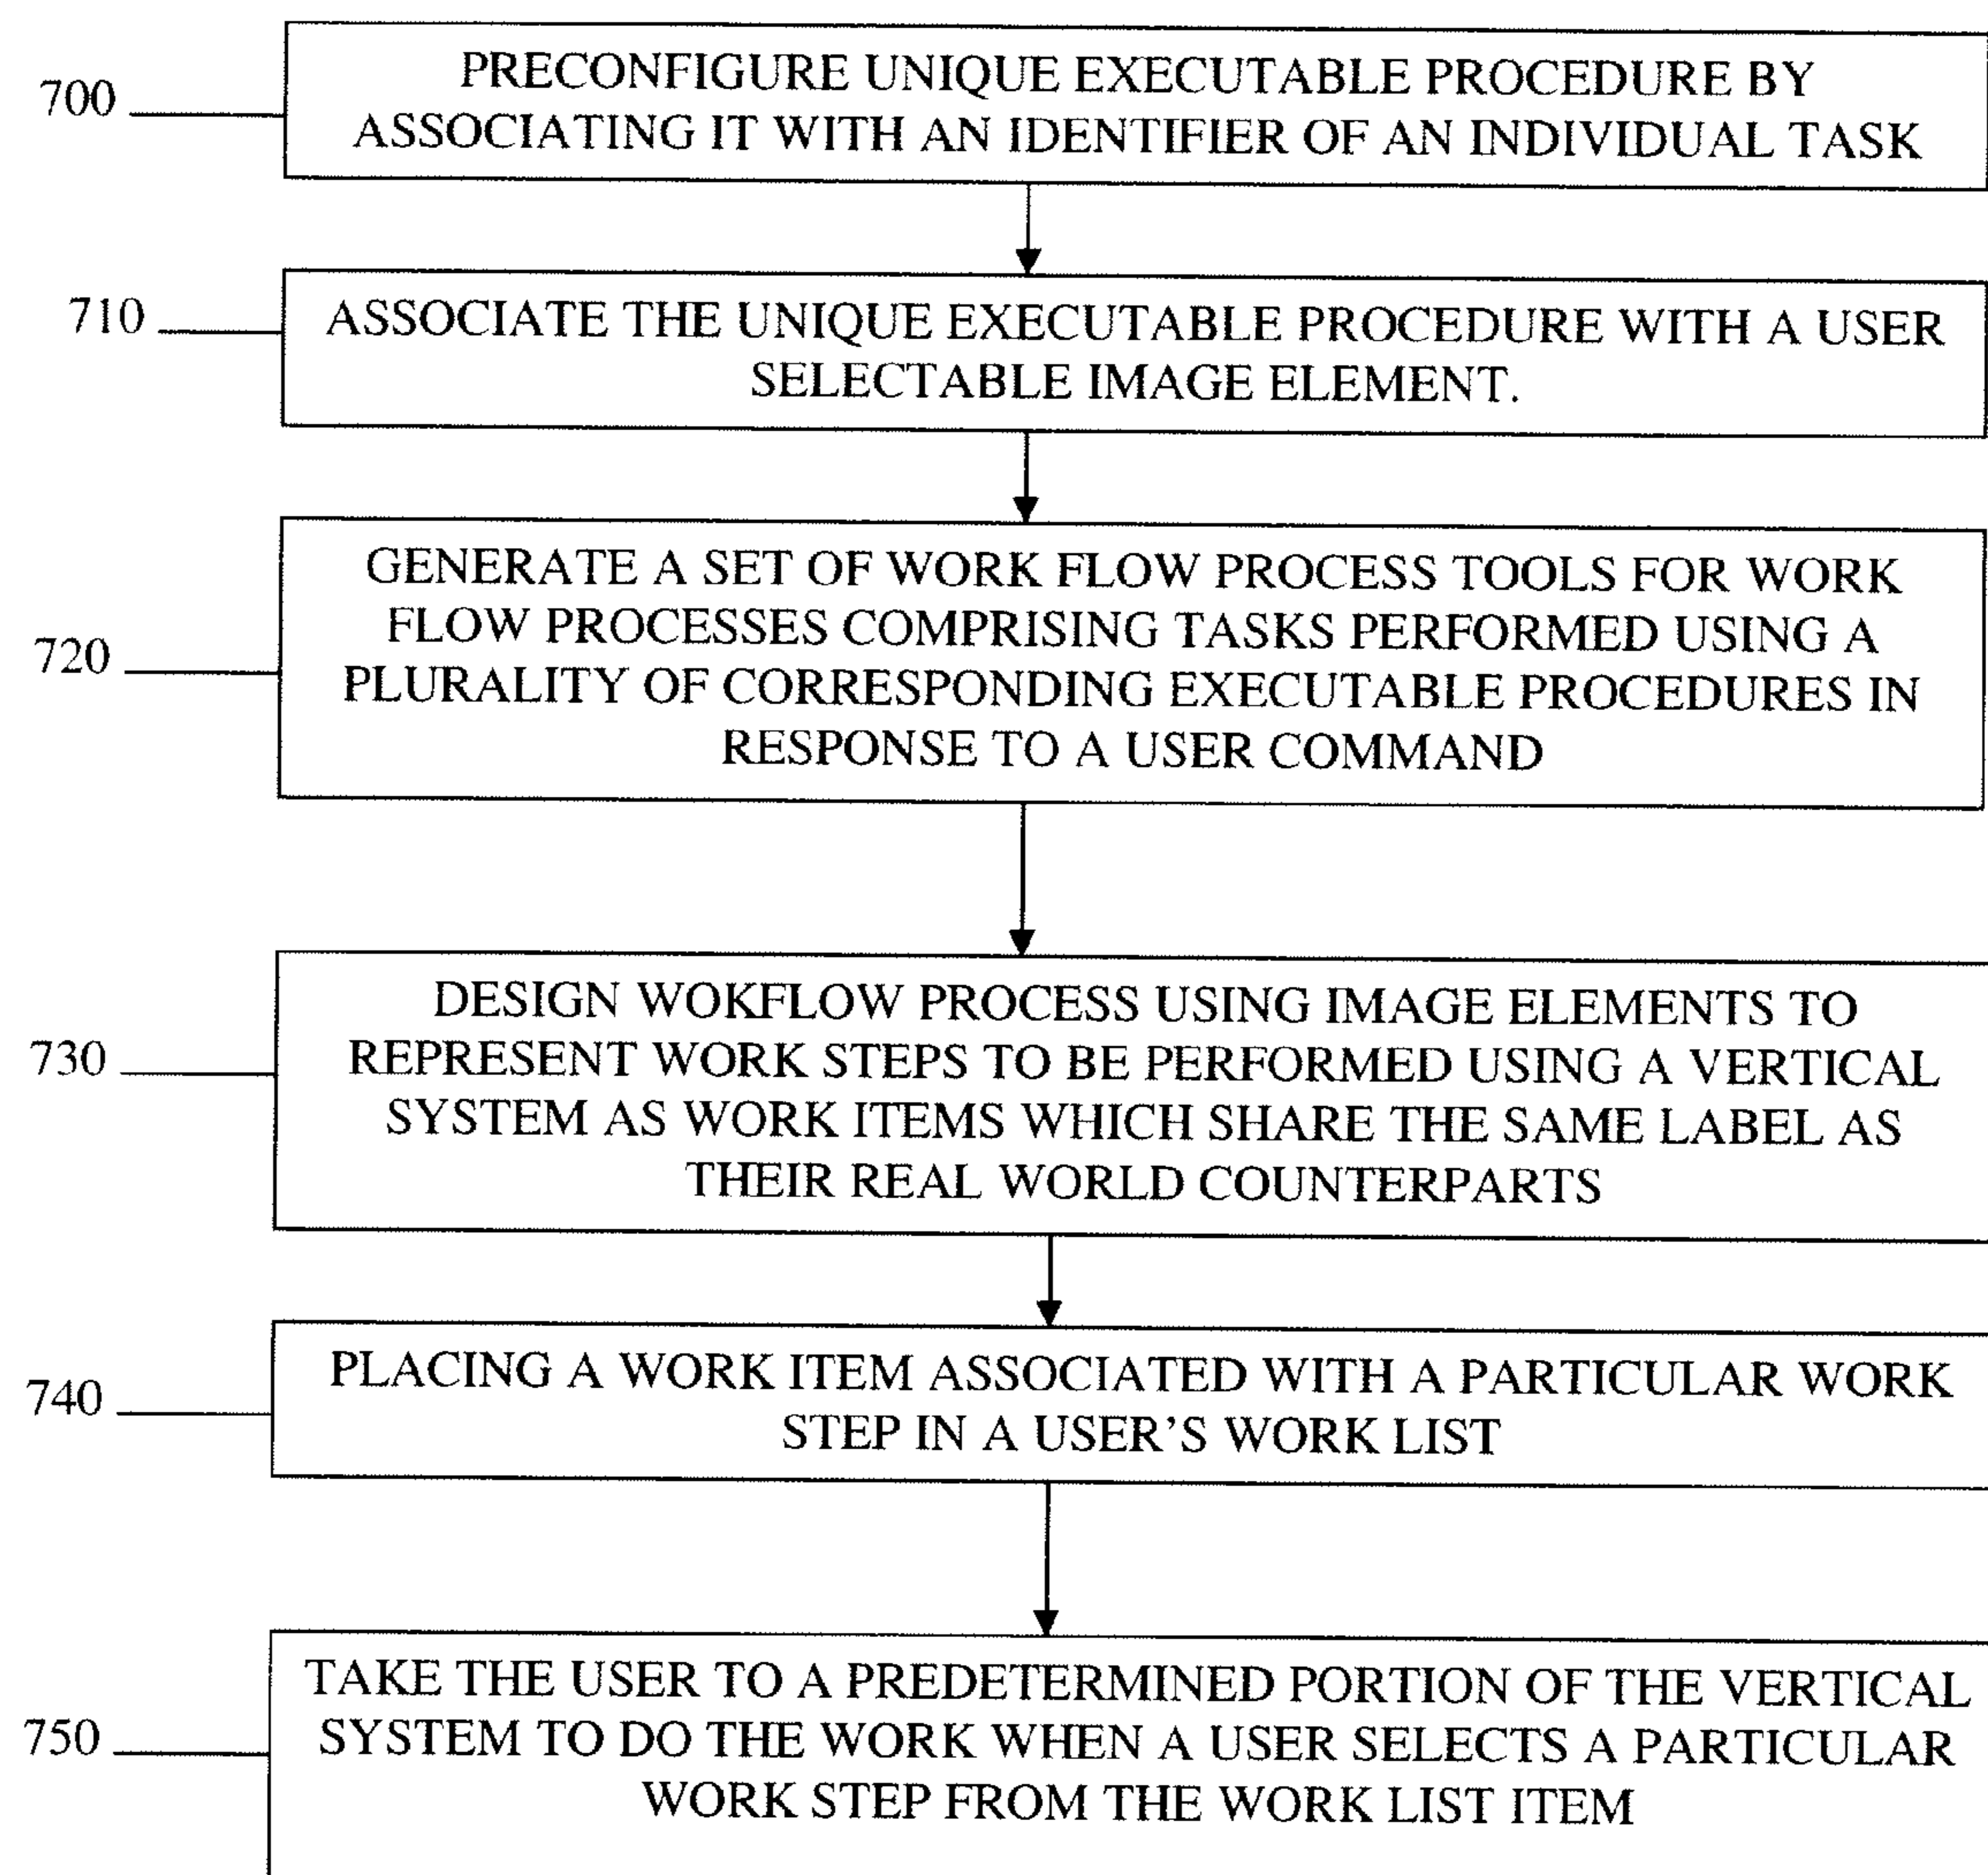 700
PRECONFIGURE UNIQUE EXECUTABLE PROCEDURE BY
ASSOCIATING IT WITH AN IDENTIFIER OF AN INDIVIDUAL TASK
710
ASSOCIATE THE UNIQUE EXECUTABLE PROCEDURE WITH A USER
SELECTABLE IMAGE ELEMENT.
720
GENERATE A SET OF WORK FLOW PROCESS TOOLS FOR WORK
FLOW PROCESSES COMPRISING TASKS PERFORMED USING A
PLURALITY OF CORRESPONDING EXECUTABLE PROCEDURES IN
RESPONSE TO A USER COMMAND
730
DESIGN WOKFLOW PROCESS USING IMAGE ELEMENTS TO
REPRESENT WORK STEPS TO BE PERFORMED USING A VERTICAL
SYSTEM AS WORK ITEMS WHICH SHARE THE SAME LABEL AS
THEIR REAL WORLD COUNTERPARTS
740
PLACING A WORK ITEM ASSOCIATED WITH A PARTICULAR WORK
STEP IN A USER'S WORK LIST
750
TAKE THE USER TO A PREDETERMINED PORTION OF THE VERTICAL
SYSTEM TO DO THE WORK WHEN A USER SELECTS A PARTICULAR
WORK STEP FROM THE WORK LIST ITEM